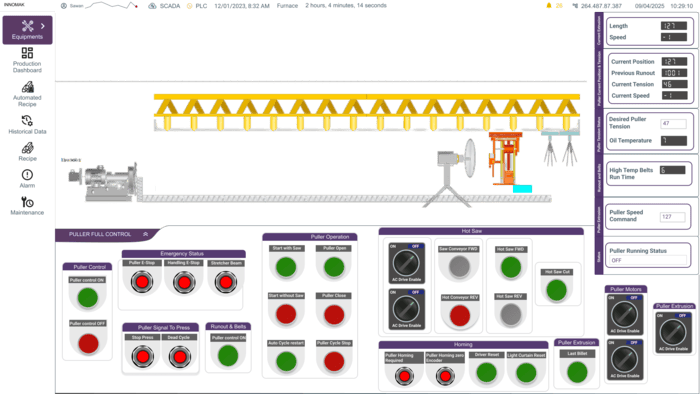 INNOMAK
Sawan
SCADA
PLC
12/01/2023, 8:32 AM
Furnace
2 hours, 4 minutes, 14 seconds
264.487.87.387
09/04/2025
10:29:10
Equipments
Production
Dashboard
Automated
Recipe
Historical Data
Recipe
Alarm
Maintenance
Current Extrusion
Length 127
Speed -1
Puller Current Position & Tension
Current Position 127
Previous Runout 1001
Current Tension 46
Current Speed -1
Puller Tension Status
Desired Puller
Tension
47
Oil Temperature
Runout and Belts
High Temp Belts
Run Time
Puller Extrusion
Puller Speed
Command
127
Status
Puller Running Status
OFF
PULLER FULL CONTROL
Puller Control
Puller control ON
Puller control OFF
Emergency Status
Puller E-Stop
Handling E-Stop
Stretcher Beam
Puller Signal To Press
Stop Press
Dead Cycle
Runout & Belts
Puller control ON
Puller Operation
Start with Saw
Puller Open
Start without Saw
Puller Close
Auto Cycle restart
Puller Cycle Stop
Hot Saw
ON OFF
AC Drive Enable
ON OFF
AC Drive Enable
Saw Conveyor FWD
Hot Saw FWD
Hot Conveyor REV
Hot Saw REV
Hot Saw Cut
Homing
Puller Homing
Required
Puller Homing zero
Encoder
Driver Reset
Light Curtain Reset
Puller Extrusion
Last Billet
Puller Motors
ON OFF
AC Drive Enable
ON OFF
AC Drive Enable
Puller Extrusion
ON OFF
AC Drive Enable